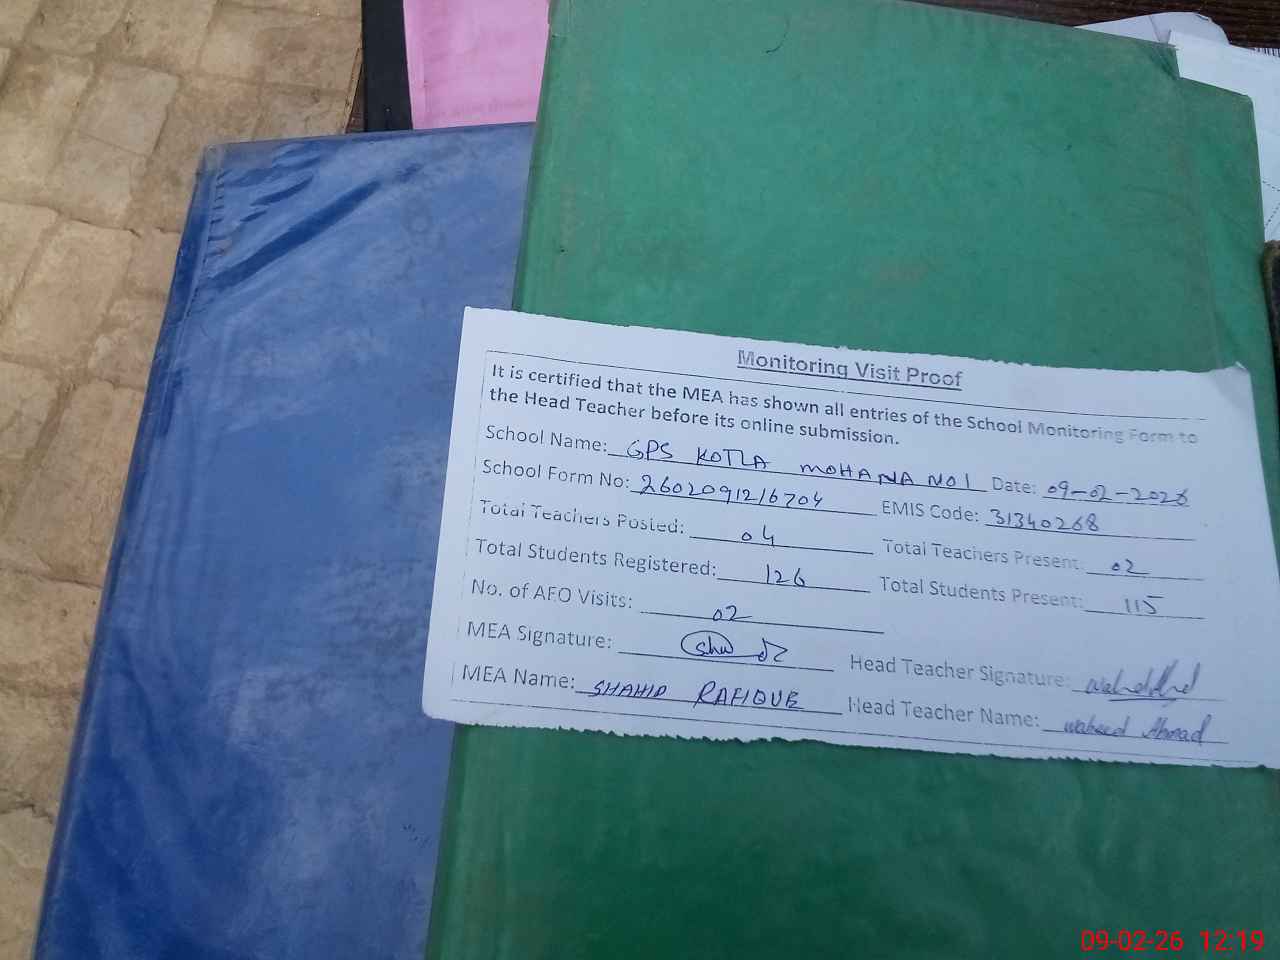 Monitoring Visit Proof
It is certified that the MEA has shown all entries of the School Monitoring Form to
the Head Teacher before its online submission.
School Name: GPS KOTLA MOHANA NO1 Date: 09-02-2026
School Form No: 2602091216704 EMIS Code: 31340268
Total Teachers Posted: 04 Total Teachers Present: 02
Total Students Registered: 126 Total Students Present: 115
No. of AEO Visits: 02
MEA Signature: Head Teacher Signature:
MEA Name: SHAHID RAFIQUE Head Teacher Name: Waheed Ahmad
09-02-26 12:19